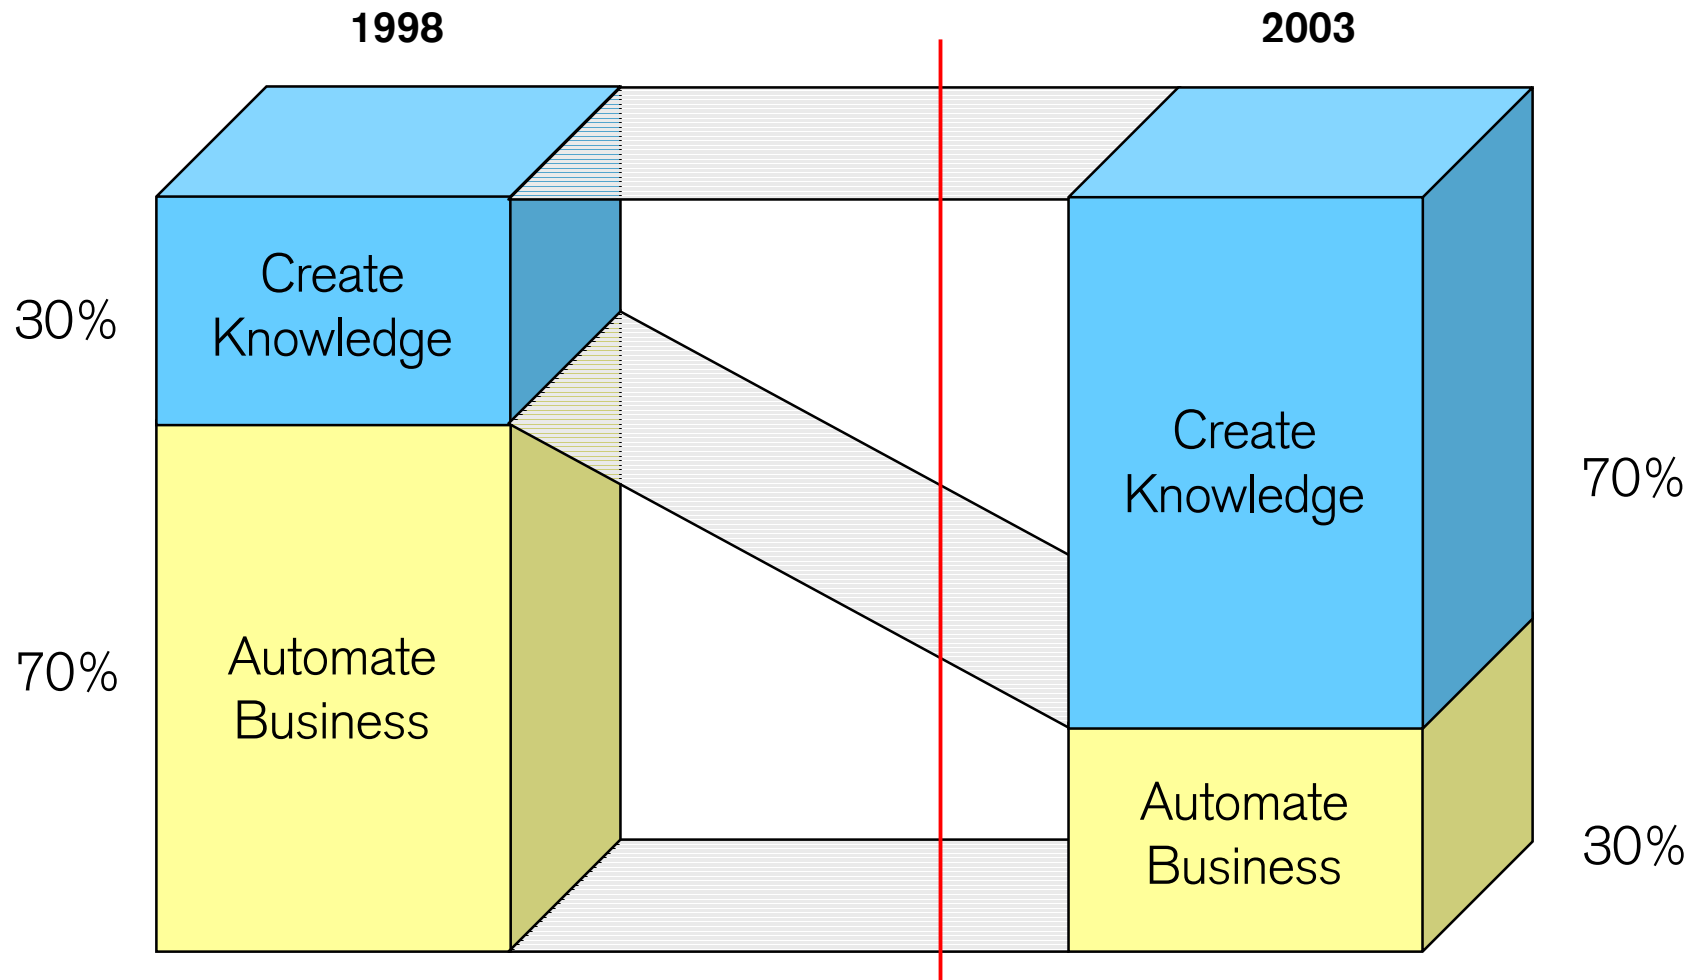 1998
2003
30%
Create
Knowledge
70%
Automate
Business
Create
Knowledge
70%
Automate
Business
30%